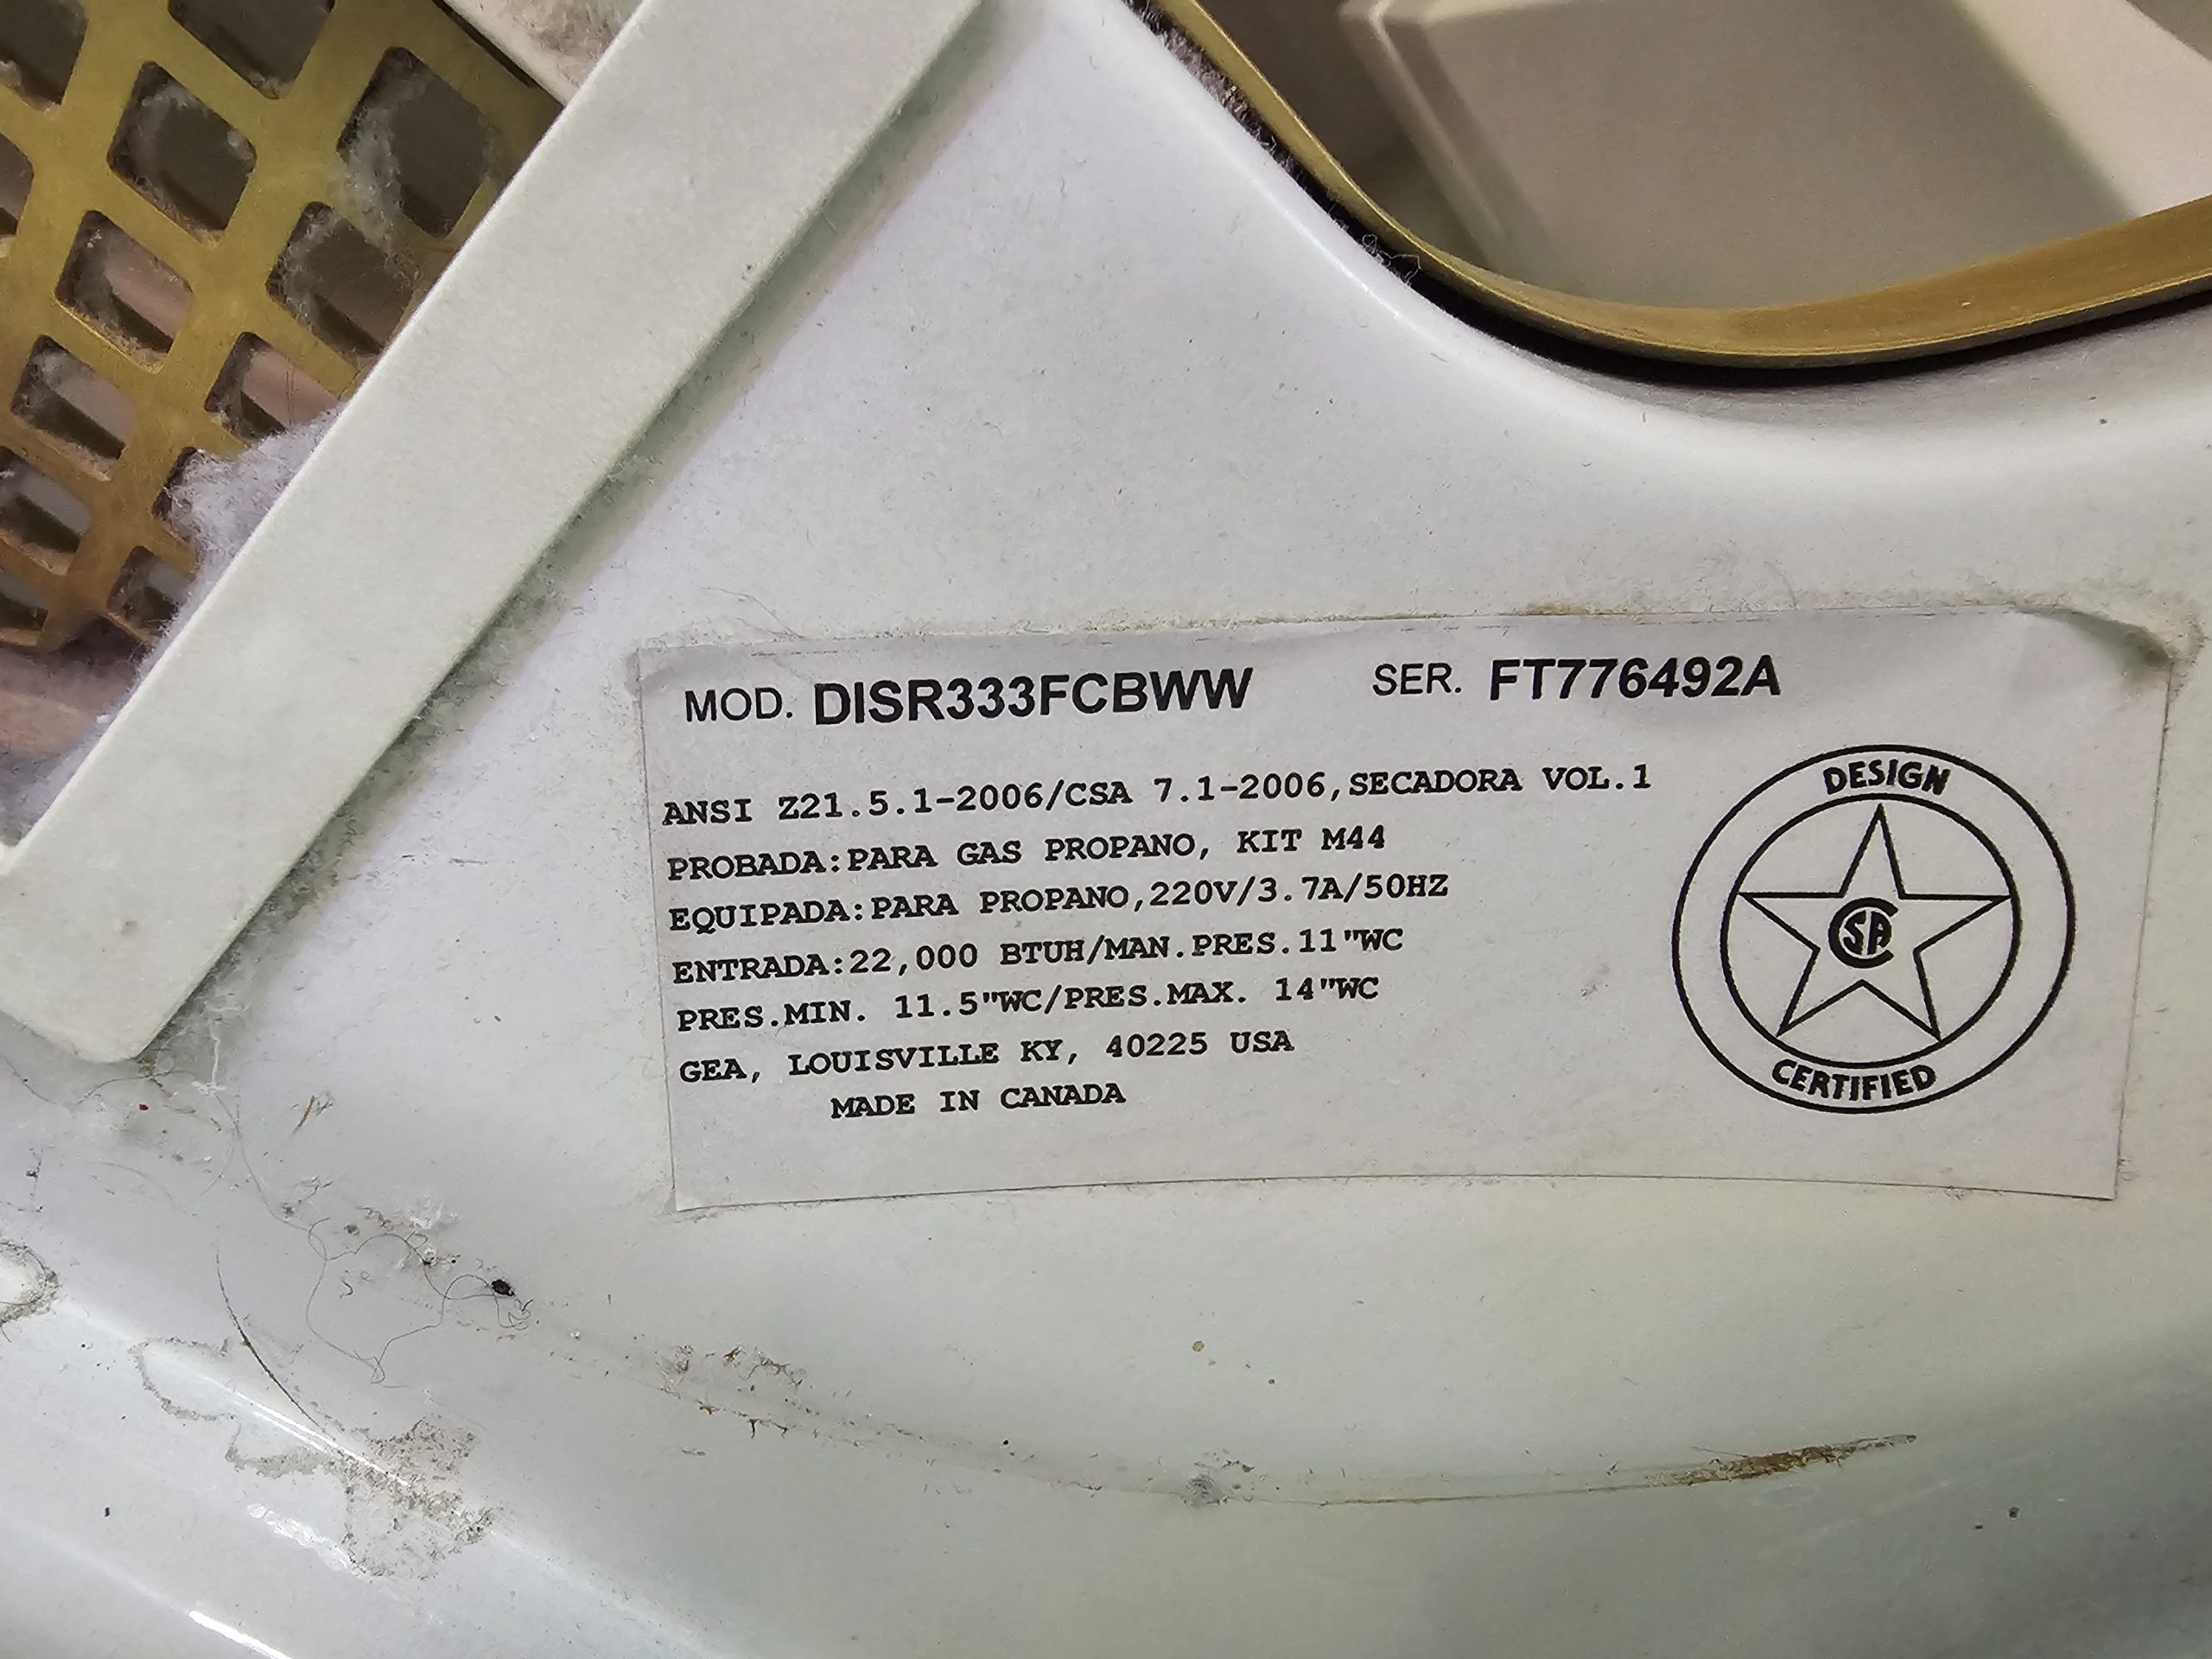 MOD. DISR333FCBWW SER. FT776492A
ANSI Z21.5.1-2006/CSA 7.1-2006,SECADORA VOL.1
PROBADA:PARA GAS PROPANO, KIT M44
EQUIPADA:PARA PROPANO,220V/3.7A/50HZ
ENTRADA:22,000 BTUH/MAN.PRES.11"WC
PRES.MIN. 11.5"WC/PRES.MAX. 14"WC
GEA, LOUISVILLE KY, 40225 USA
MADE IN CANADA
DESIGN
CSA
CERTIFIED